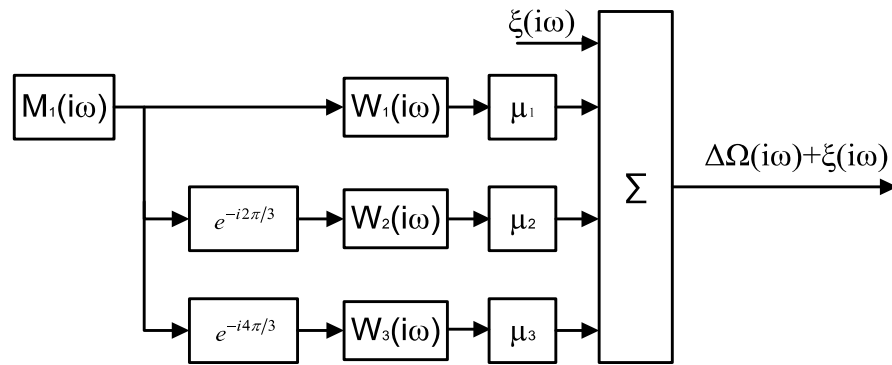 ξ(iω)
M₁(iω)
W₁(iω)
μ₁
ΔΩ(iω)+ξ(iω)
Σ
e^{-i2π/3}
W₂(iω)
μ₂
e^{-i4π/3}
W₃(iω)
μ₃